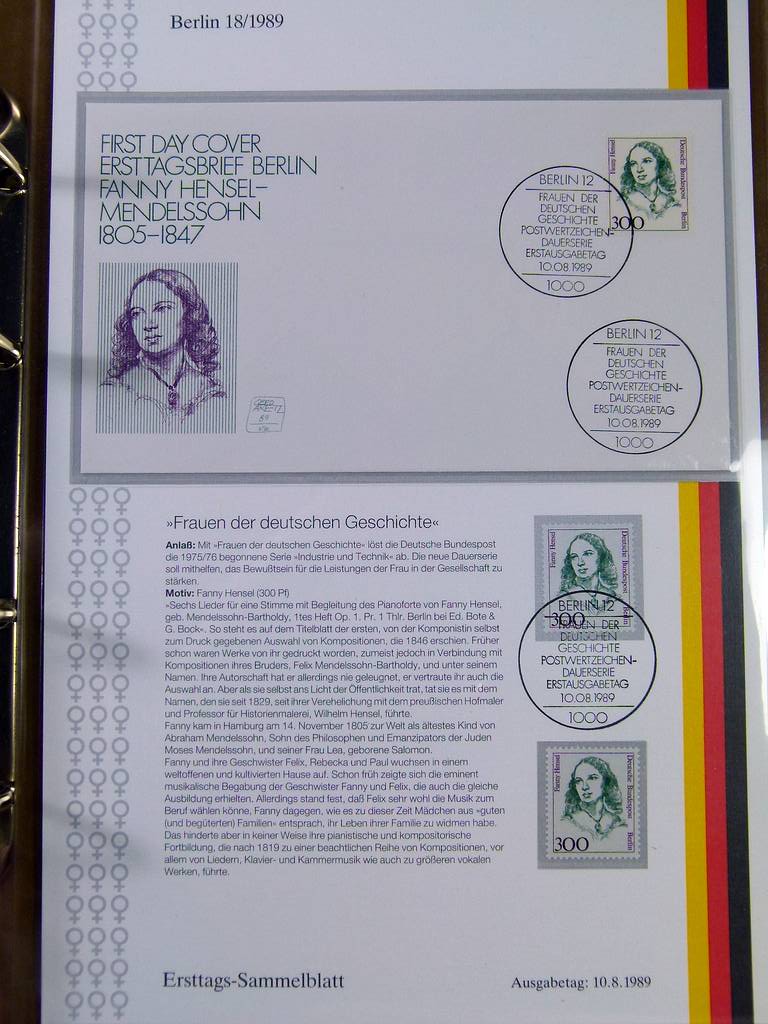 Berlin 18/1989
FIRST DAY COVER
ERSTTAGSBRIEF BERLIN
FANNY HENSEL-
MENDELSSOHN
1805-1847
Fanny Hensel
Deutsche Bundespost Berlin
300
BERLIN 12
FRAUEN DER
DEUTSCHEN
GESCHICHTE
POSTWERTZEICHEN-
DAUERSERIE
ERSTAUSGABETAG
10.08.1989
1000
BERLIN 12
FRAUEN DER
DEUTSCHEN
GESCHICHTE
POSTWERTZEICHEN-
DAUERSERIE
ERSTAUSGABETAG
10.08.1989
1000
»Frauen der deutschen Geschichte«
Anlaß: Mit »Frauen der deutschen Geschichte« löst die Deutsche Bundespost
die 1975/76 begonnene Serie »Industrie und Technik« ab. Die neue Dauerserie
soll mithelfen, das Bewußtsein für die Leistungen der Frau in der Gesellschaft zu
stärken.
Motiv: Fanny Hensel (300 Pf)
»Sechs Lieder für eine Stimme mit Begleitung des Pianoforte von Fanny Hensel,
geb. Mendelssohn-Bartholdy, 1tes Heft Op. 1. Pr. 1 Thlr. Berlin bei Ed. Bote &
G. Bock«. So steht es auf dem Titelblatt der ersten, von der Komponistin selbst
zum Druck gegebenen Auswahl von Kompositionen, die 1846 erschien. Früher
schon waren Werke von ihr gedruckt worden, zumeist jedoch in Verbindung mit
Kompositionen ihres Bruders, Felix Mendelssohn-Bartholdy, und unter seinem
Namen. Ihre Autorschaft hat er allerdings nie geleugnet, er vertraute ihr auch die
Auswahl an. Aber als sie selbst ans Licht der Öffentlichkeit trat, tat sie es mit dem
Namen, den sie seit 1829, seit ihrer Verehelichung mit dem preußischen Hofmaler
und Professor für Historienmalerei, Wilhelm Hensel, führte.
Fanny kam in Hamburg am 14. November 1805 zur Welt als ältestes Kind von
Abraham Mendelssohn, Sohn des Philosophen und Emanzipators der Juden
Moses Mendelssohn, und seiner Frau Lea, geborene Salomon.
Fanny und ihre Geschwister Felix, Rebecka und Paul wuchsen in einem
weltoffenen und kultivierten Hause auf. Schon früh zeigte sich die eminent
musikalische Begabung der Geschwister Fanny und Felix, die auch die gleiche
Ausbildung erhielten. Allerdings stand fest, daß Felix sehr wohl die Musik zum
Beruf wählen könne, Fanny dagegen, wie es zu dieser Zeit Mädchen aus »guten
(und begüterten) Familien« entsprach, ihr Leben ihrer Familie zu widmen habe.
Das hinderte aber in keiner Weise ihre pianistische und kompositorische
Fortbildung, die nach 1819 zu einer beachtlichen Reihe von Kompositionen, vor
allem von Liedern, Klavier- und Kammermusik wie auch zu größeren vokalen
Werken, führte.
Fanny Hensel
Deutsche Bundespost Berlin
300
BERLIN 12
FRAUEN DER
DEUTSCHEN
GESCHICHTE
POSTWERTZEICHEN-
DAUERSERIE
ERSTAUSGABETAG
10.08.1989
1000
Fanny Hensel
Deutsche Bundespost Berlin
300
Ersttags-Sammelblatt
Ausgabetag: 10.8.1989